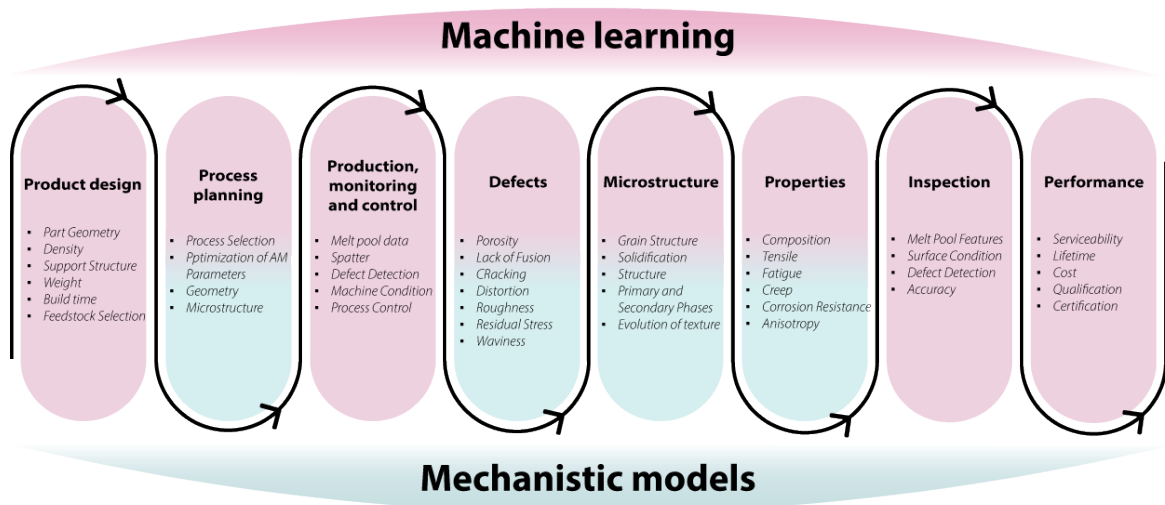 Machine learning
Product design
▪ Part Geometry
▪ Density
▪ Support Structure
▪ Weight
▪ Build time
▪ Feedstock Selection
Process
planning
▪ Process Selection
▪ Pptimization of AM
Parameters
▪ Geometry
▪ Microstructure
Production,
monitoring
and control
▪ Melt pool data
▪ Spatter
▪ Defect Detection
▪ Machine Condition
▪ Process Control
Defects
▪ Porosity
▪ Lack of Fusion
▪ CRacking
▪ Distortion
▪ Roughness
▪ Residual Stress
▪ Waviness
Microstructure
▪ Grain Structure
▪ Solidification
▪ Structure
▪ Primary and
Secondary Phases
▪ Evolution of texture
Properties
▪ Composition
▪ Tensile
▪ Fatigue
▪ Creep
▪ Corrosion Resistance
▪ Anisotropy
Inspection
▪ Melt Pool Features
▪ Surface Condition
▪ Defect Detection
▪ Accuracy
Performance
▪ Serviceability
▪ Lifetime
▪ Cost
▪ Qualification
▪ Certification
Mechanistic models